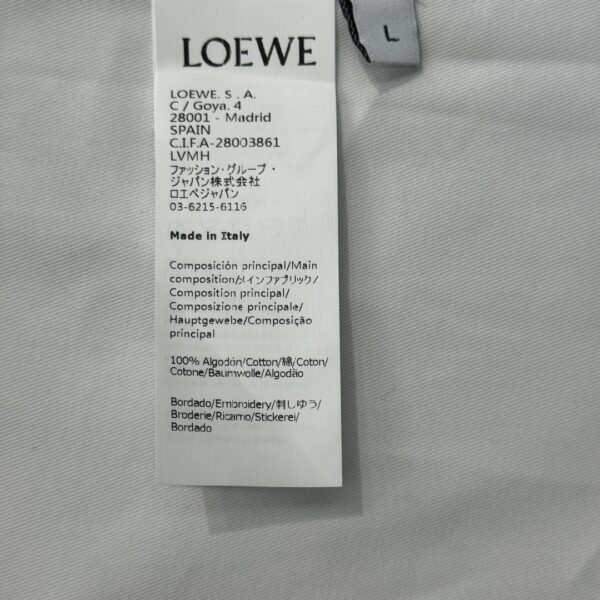 LOEWE
L
LOEWE. S . A.
C / Goya. 4
28001 - Madrid
SPAIN
C.I.F.A-28003861
LVMH
ファッション・グループ・
ジャパン株式会社
ロエベジャパン
03-6215-6116
Made in Italy
Composición principal/Main
composition/メインファブリック/
Composition principal/
Composizione principale/
Hauptgewebe/Composição
principal
100% Algodón/Cotton/綿/Coton/
Cotone/Baumwolle/Algodão
Bordado/Embroidery/刺しゆう/
Broderie/Ricamo/Stickerei/
Bordado